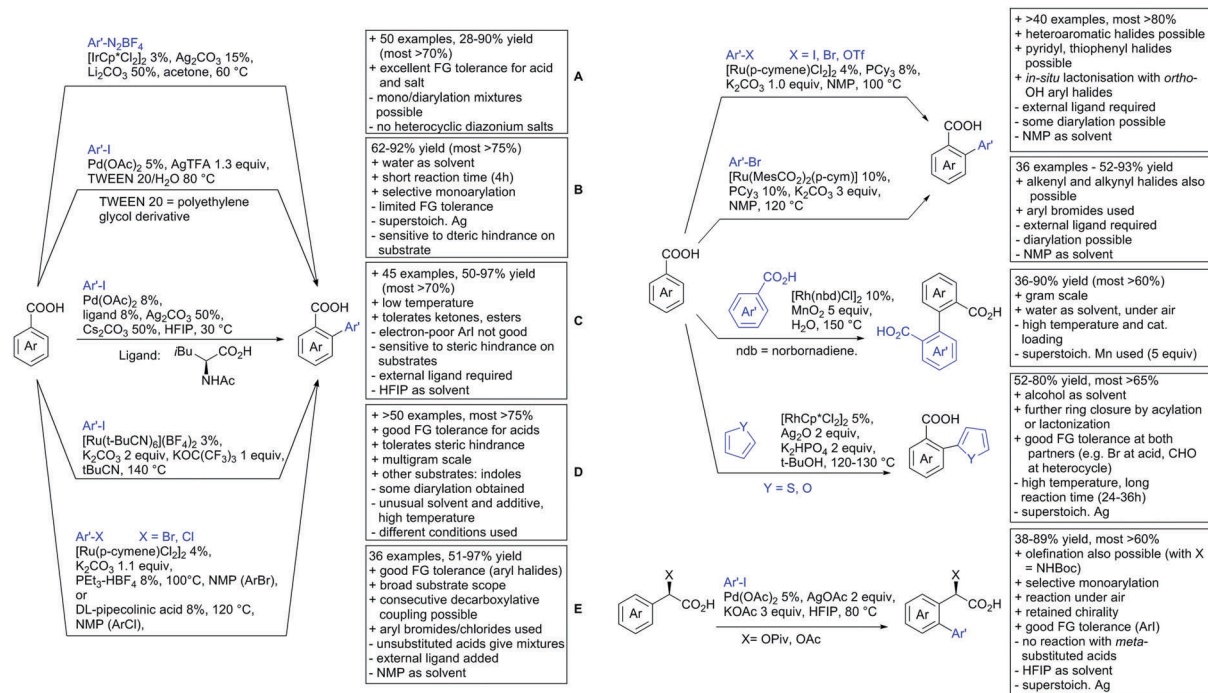 Ar'-N2BF4
[IrCp*Cl2]2 3%, Ag2CO3 15%,
Li2CO3 50%, acetone, 60 °C
+ 50 examples, 28-90% yield
(most >70%)
+ excellent FG tolerance for acid
and salt
- mono/diarylation mixtures
possible
- no heterocyclic diazonium salts
A
Ar'-I
Pd(OAc)2 5%, AgTFA 1.3 equiv,
TWEEN 20/H2O 80 °C
TWEEN 20 = polyethylene
glycol derivative
62-92% yield (most >75%)
+ water as solvent
+ short reaction time (4h)
+ selective monoarylation
- limited FG tolerance
- superstoich. Ag
- sensitive to dteric hindrance on
substrate
B
COOH
Ar
Ar'-I
Pd(OAc)2 8%,
ligand 8%, Ag2CO3 50%,
Cs2CO3 50%, HFIP, 30 °C
Ligand:
iBu
CO2H
NHAc
COOH
Ar'
Ar
+ 45 examples, 50-97% yield
(most >70%)
+ low temperature
+ tolerates ketones, esters
- electron-poor ArI not good
- sensitive to steric hindrance on
substrates
- external ligand required
- HFIP as solvent
C
Ar'-I
[Ru(t-BuCN)6](BF4)2 3%,
K2CO3 2 equiv, KOC(CF3)3 1 equiv,
tBuCN, 140 °C
+ >50 examples, most >75%
+ good FG tolerance for acids
+ tolerates steric hindrance
+ multigram scale
+ other substrates: indoles
- some diarylation obtained
- unusual solvent and additive,
high temperature
- different conditions used
D
Ar'-X X = Br, Cl
[Ru(p-cymene)Cl2]2 4%,
K2CO3 1.1 equiv,
PEt3-HBF4 8%, 100°C, NMP (ArBr)
or
DL-pipecolinic acid 8%, 120 °C,
NMP (ArCl),
36 examples, 51-97% yield
+ good FG tolerance (aryl halides)
+ broad substrate scope
+ consecutive decarboxylative
coupling possible
+ aryl bromides/chlorides used
- unsubstituted acids give mixtures
- external ligand added
- NMP as solvent
E
Ar'-X X = I, Br, OTf
[Ru(p-cymene)Cl2]2 4%, PCy3 8%,
K2CO3 1.0 equiv, NMP, 100 °C
COOH
Ar'
Ar
+ >40 examples, most >80%
+ heteroaromatic halides possible
+ pyridyl, thiophenyl halides
possible
+ in-situ lactonisation with ortho-
OH aryl halides
- external ligand required
- some diarylation possible
- NMP as solvent
Ar'-Br
[Ru(MesCO2)2(p-cym)] 10%,
PCy3 10%, K2CO3 3 equiv,
NMP, 120 °C
36 examples - 52-93% yield
+ alkenyl and alkynyl halides also
possible
+ aryl bromides used
- external ligand required
- diarylation possible
- NMP as solvent
COOH
Ar
CO2H
Ar'
[Rh(nbd)Cl]2 10%,
MnO2 5 equiv,
H2O, 150 °C
ndb = norbornadiene.
Ar
CO2H
HO2C
Ar'
36-90% yield (most >60%)
+ gram scale
+ water as solvent, under air
- high temperature and cat.
loading
- superstoich. Mn used (5 equiv)
Y
Y = S, O
[RhCp*Cl2]2 5%,
Ag2O 2 equiv,
K2HPO4 2 equiv,
t-BuOH, 120-130 °C
COOH
Ar
Y
52-80% yield, most >65%
+ alcohol as solvent
+ further ring closure by acylation
or lactonization
+ good FG tolerance at both
partners (e.g. Br at acid, CHO
at heterocycle)
- high temperature, long
reaction time (24-36h)
- superstoich. Ag
X
CO2H
Ar
Ar'-I
Pd(OAc)2 5%, AgOAc 2 equiv,
KOAc 3 equiv, HFIP, 80 °C
X= OPiv, OAc
X
CO2H
Ar
Ar'
38-89% yield, most >60%
+ olefination also possible (with X
= NHBoc)
+ selective monoarylation
+ reaction under air
+ retained chirality
+ good FG tolerance (ArI)
- no reaction with meta-
substituted acids
- HFIP as solvent
- superstoich. Ag